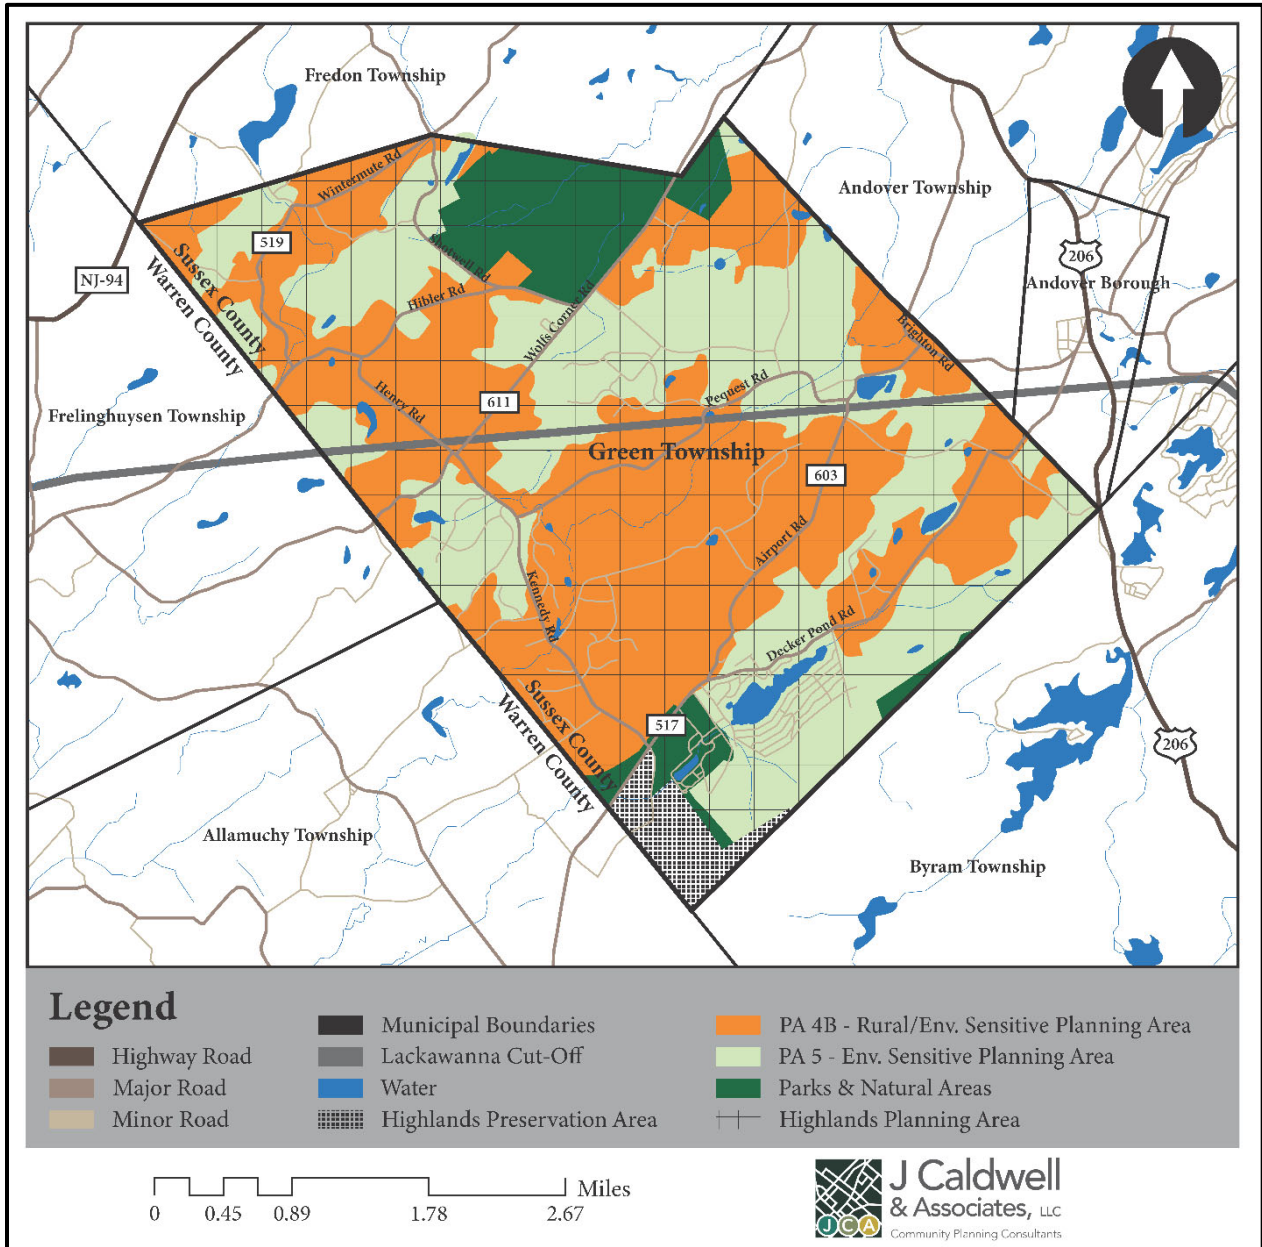 Fredon Township
Wintermute Rd
Andover Township
519
Shotwell Rd
206
NJ-94
Sussex County
Warren County
Hibler Rd
Andover Borough
Wolfs Corner Rd
Brighton Rd
Pequest Rd
Henry Rd
611
Frelinghuysen Township
Green Township
603
Airport Rd
Kennedy Rd
Decker Pond Rd
Sussex County
Warren County
517
206
Allamuchy Township
Byram Township
Legend
Highway Road
Major Road
Minor Road
Municipal Boundaries
Lackawanna Cut-Off
Water
Highlands Preservation Area
PA 4B - Rural/Env. Sensitive Planning Area
PA 5 - Env. Sensitive Planning Area
Parks & Natural Areas
Highlands Planning Area
Miles
0 0.45 0.89 1.78 2.67
JCA
J Caldwell
& Associates, LLC
Community Planning Consultants